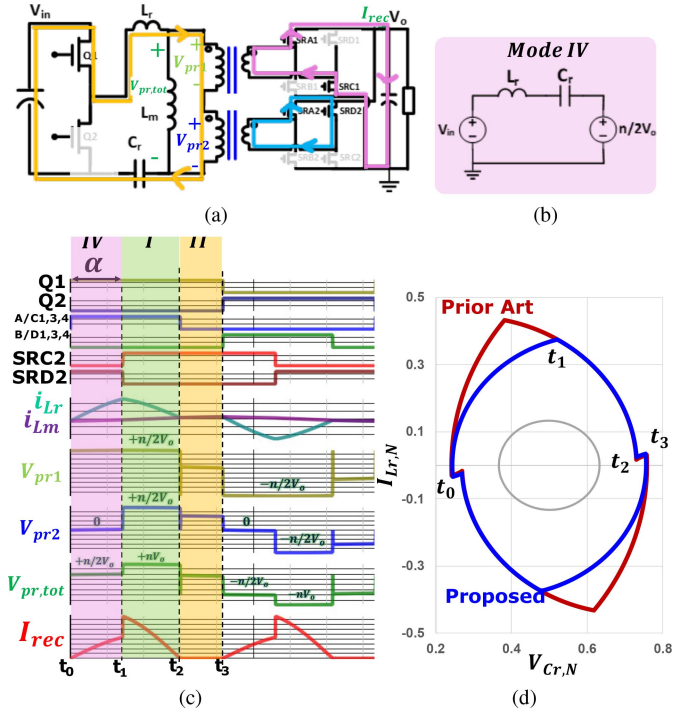 V_in
L_r
I_rec
V_o
Q1
V_pr1
V_pr,tot
L_m
Q2
V_pr2
C_r
SRA1
SRD1
SRB1
SRC1
SRA2
SRD2
SRB2
SRC2
(a)
Mode IV
L_r
C_r
V_in
n/2V_o
(b)
IV
I
II
α
Q1
Q2
A/C1,3,4
B/D1,3,4
SRC2
SRD2
i_Lr
i_Lm
+n/2V_o
V_pr1
−n/2V_o
+n/2V_o
V_pr2
0
0
−n/2V_o
+n/2V_o
+nV_o
V_pr,tot
−n/2V_o
−nV_o
I_rec
t_0
t_1
t_2
t_3
(c)
0.5
0.3
0.1
-0.1
-0.3
-0.5
I_Lr,N
Prior Art
t_1
t_3
t_2
t_0
Proposed
0.2
0.4
0.6
0.8
V_Cr,N
(d)